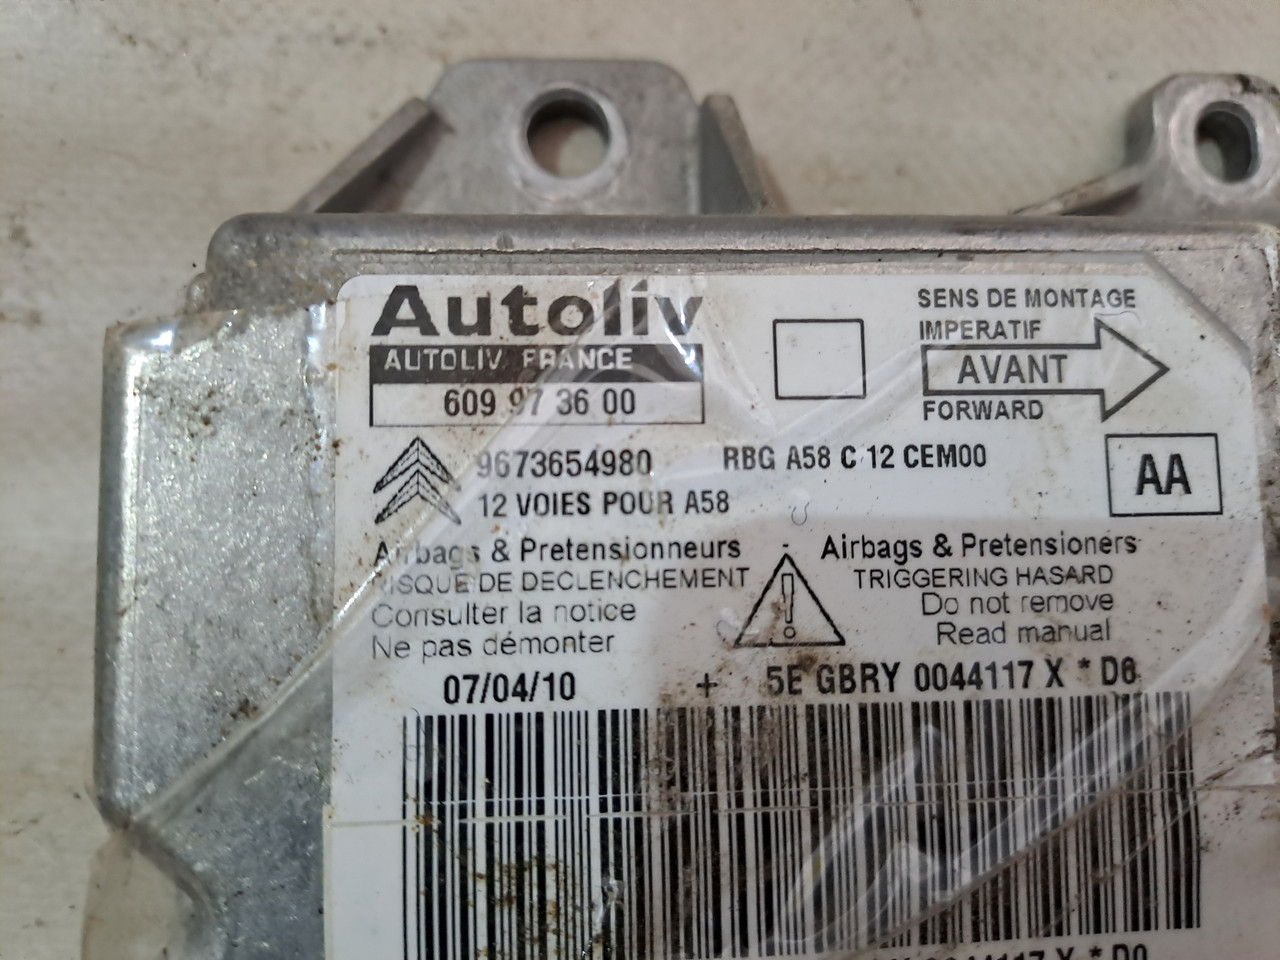 Autoliv
AUTOLIV FRANCE
609 97 36 00
SENS DE MONTAGE
IMPERATIF
AVANT
FORWARD
9673654980
RBG A58 C 12 CEM00
12 VOIES POUR A58
AA
Airbags & Pretensionneurs
RISQUE DE DECLENCHEMENT
Consulter la notice
Ne pas démonter
- Airbags & Pretensioners
TRIGGERING HASARD
Do not remove
Read manual
07/04/10 + 5E GBRY 0044117 X * D6
0044117 X * D0